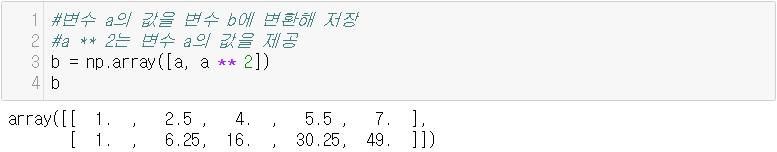 1 #변수 a의 값을 변수 b에 변환해 저장
2 #a ** 2는 변수 a의 값을 제공
3 b = np.array([a, a ** 2])
4 b
array([[ 1. , 2.5 , 4. , 5.5 , 7. ],
[ 1. , 6.25, 16. , 30.25, 49. ]])